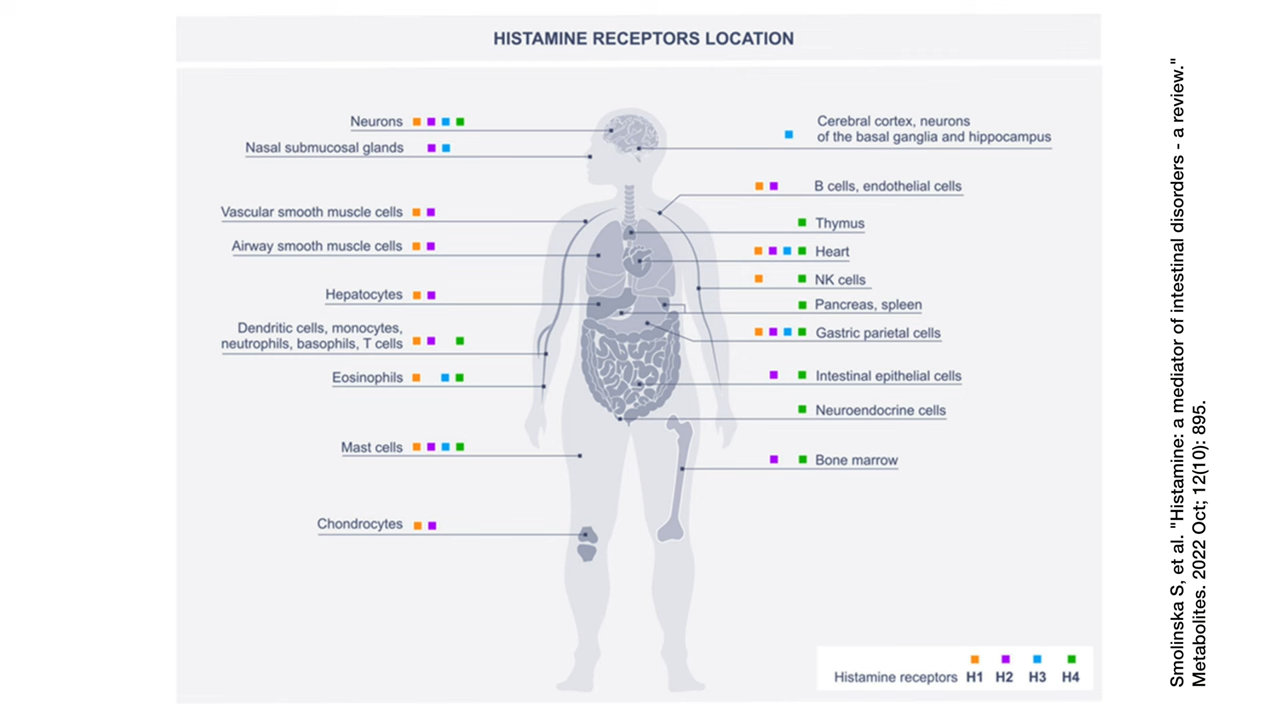 HISTAMINE RECEPTORS LOCATION
Neurons
Nasal submucosal glands
Vascular smooth muscle cells
Airway smooth muscle cells
Hepatocytes
Dendritic cells, monocytes,
neutrophils, basophils, T cells
Eosinophils
Mast cells
Chondrocytes
Cerebral cortex, neurons
of the basal ganglia and hippocampus
B cells, endothelial cells
Thymus
Heart
NK cells
Pancreas, spleen
Gastric parietal cells
Intestinal epithelial cells
Neuroendocrine cells
Bone marrow
Histamine receptors H1 H2 H3 H4
Smolinska S, et al. "Histamine: a mediator of intestinal disorders - a review."
Metabolites. 2022 Oct; 12(10): 895.